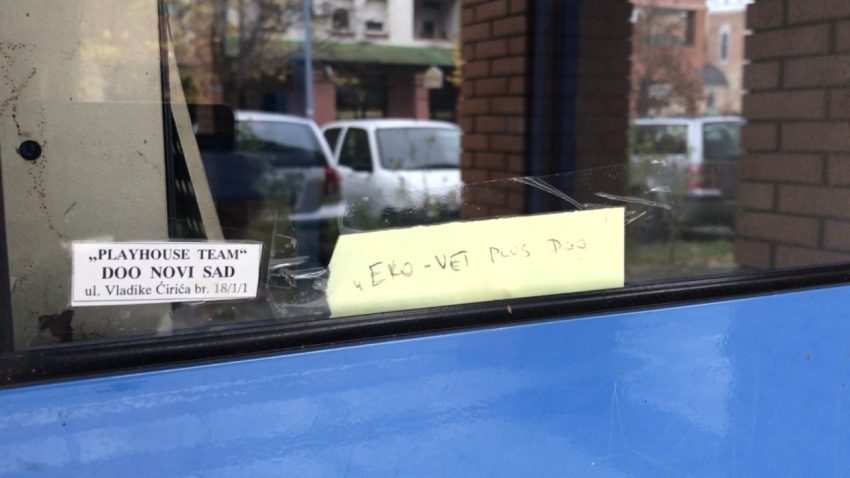 „PLAYHOUSE TEAM“
DOO NOVI SAD
ul. Vladike Ćirića br. 18/1/1
„EKO-VET PLUS DOO